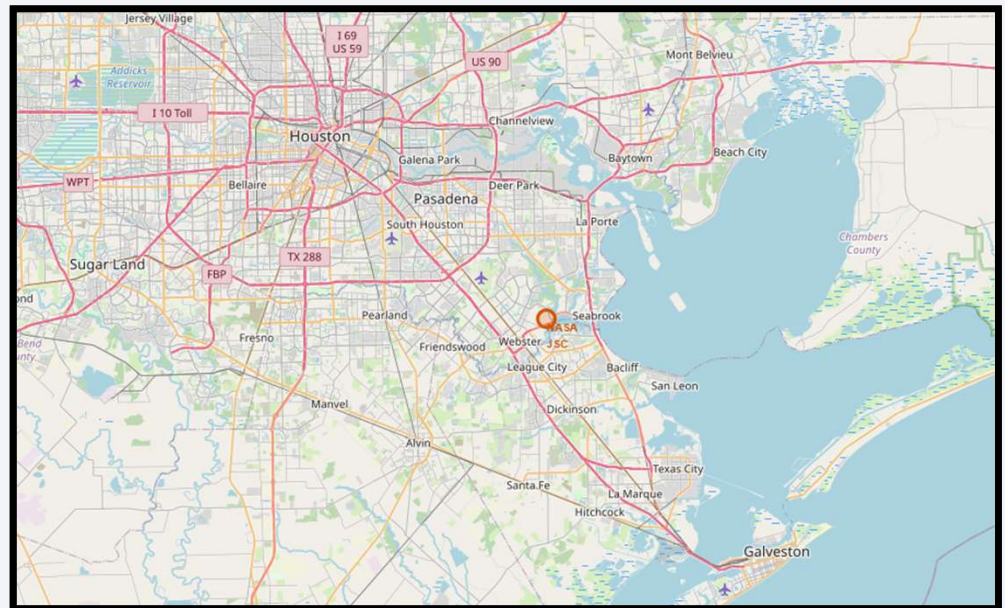 Jersey Village
I 69
US 59
US 90
Mont Belvieu
Addicks
Reservoir
I 10 Toll
Channelview
Houston
Galena Park
Baytown
Beach City
WPT
Bellaire
Deer Park
Pasadena
South Houston
La Porte
Chambers
County
TX 288
Sugar Land
FBP
ond
Pearland
Seabrook
NASA
JSC
Fresno
Friendswood
Webster
Bend
unty
League City
Bacliff
San Leon
Manvel
Dickinson
Alvin
Texas City
Santa Fe
La Marque
Hitchcock
Galveston